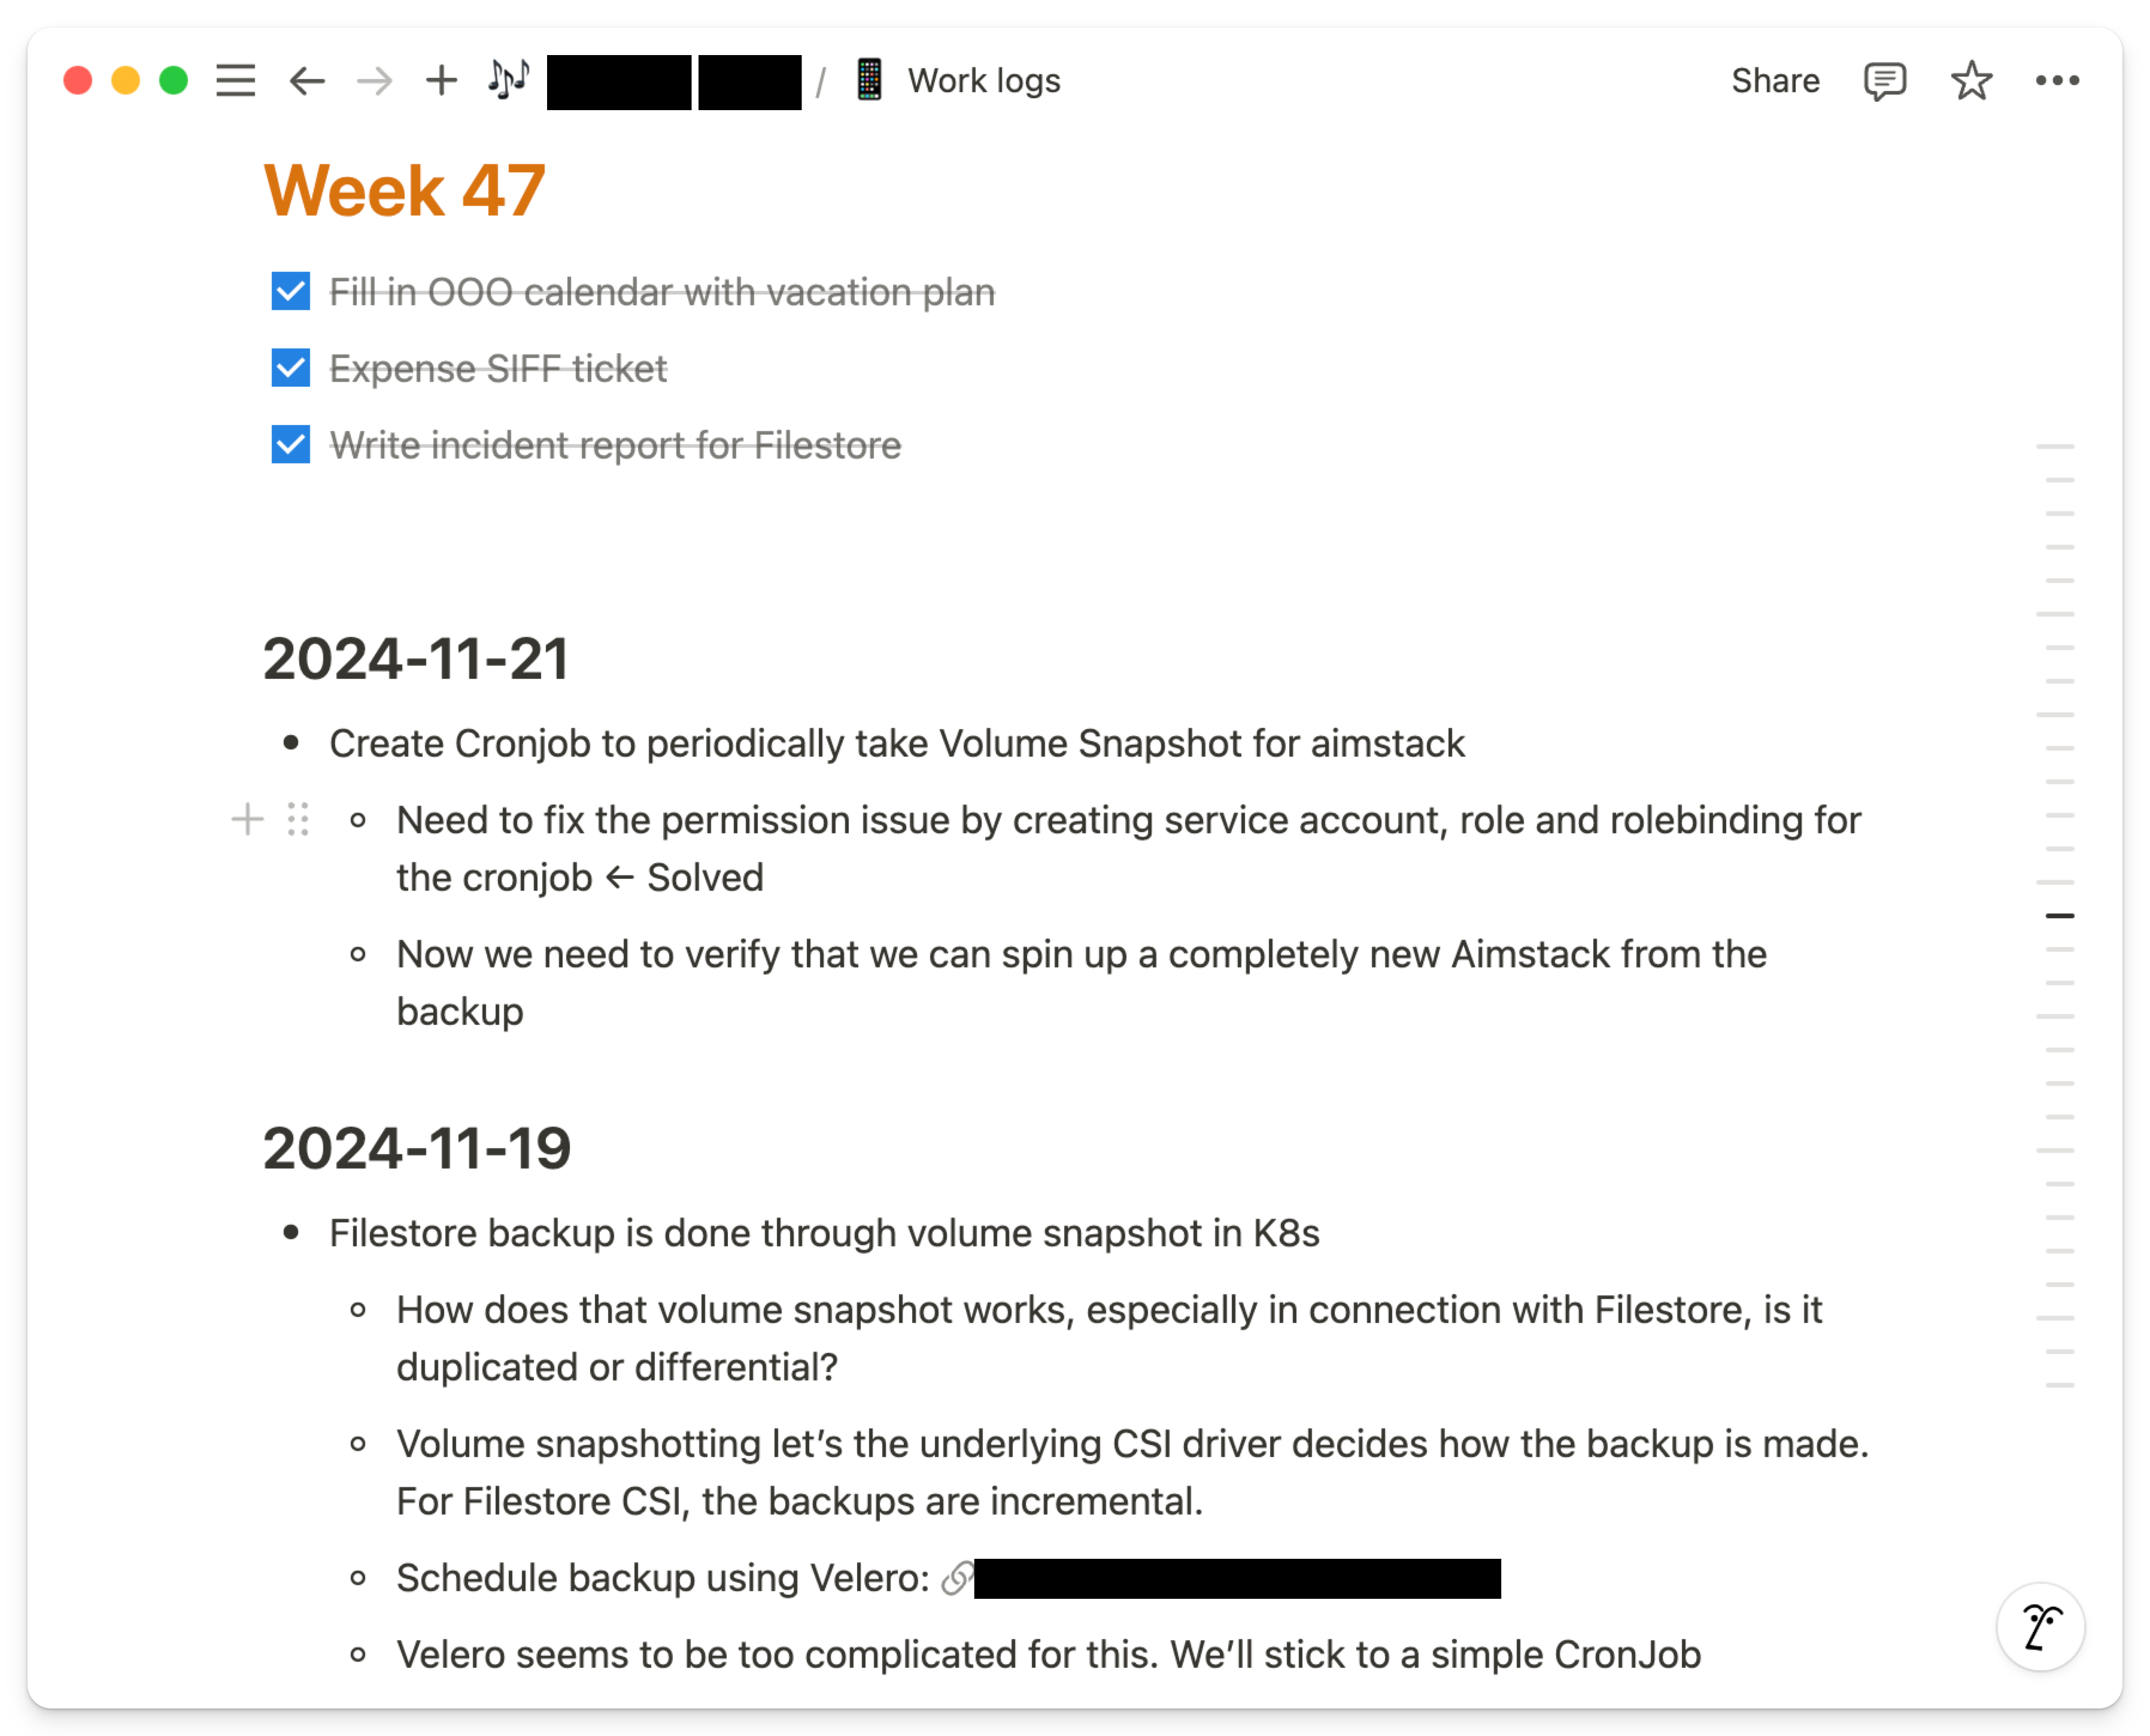 / Work logs
Share
Week 47
Fill in OOO calendar with vacation plan
Expense SIFF ticket
Write incident report for Filestore
2024-11-21
Create Cronjob to periodically take Volume Snapshot for aimstack
Need to fix the permission issue by creating service account, role and rolebinding for
the cronjob ← Solved
Now we need to verify that we can spin up a completely new Aimstack from the
backup
2024-11-19
Filestore backup is done through volume snapshot in K8s
How does that volume snapshot works, especially in connection with Filestore, is it
duplicated or differential?
Volume snapshotting let’s the underlying CSI driver decides how the backup is made.
For Filestore CSI, the backups are incremental.
Schedule backup using Velero:
Velero seems to be too complicated for this. We’ll stick to a simple CronJob